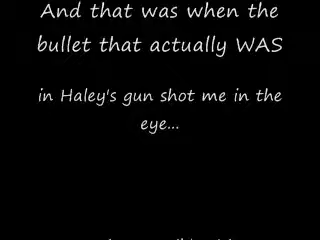 And that was when the
bullet that actually WAS
in Haley's gun shot me in the
eye...